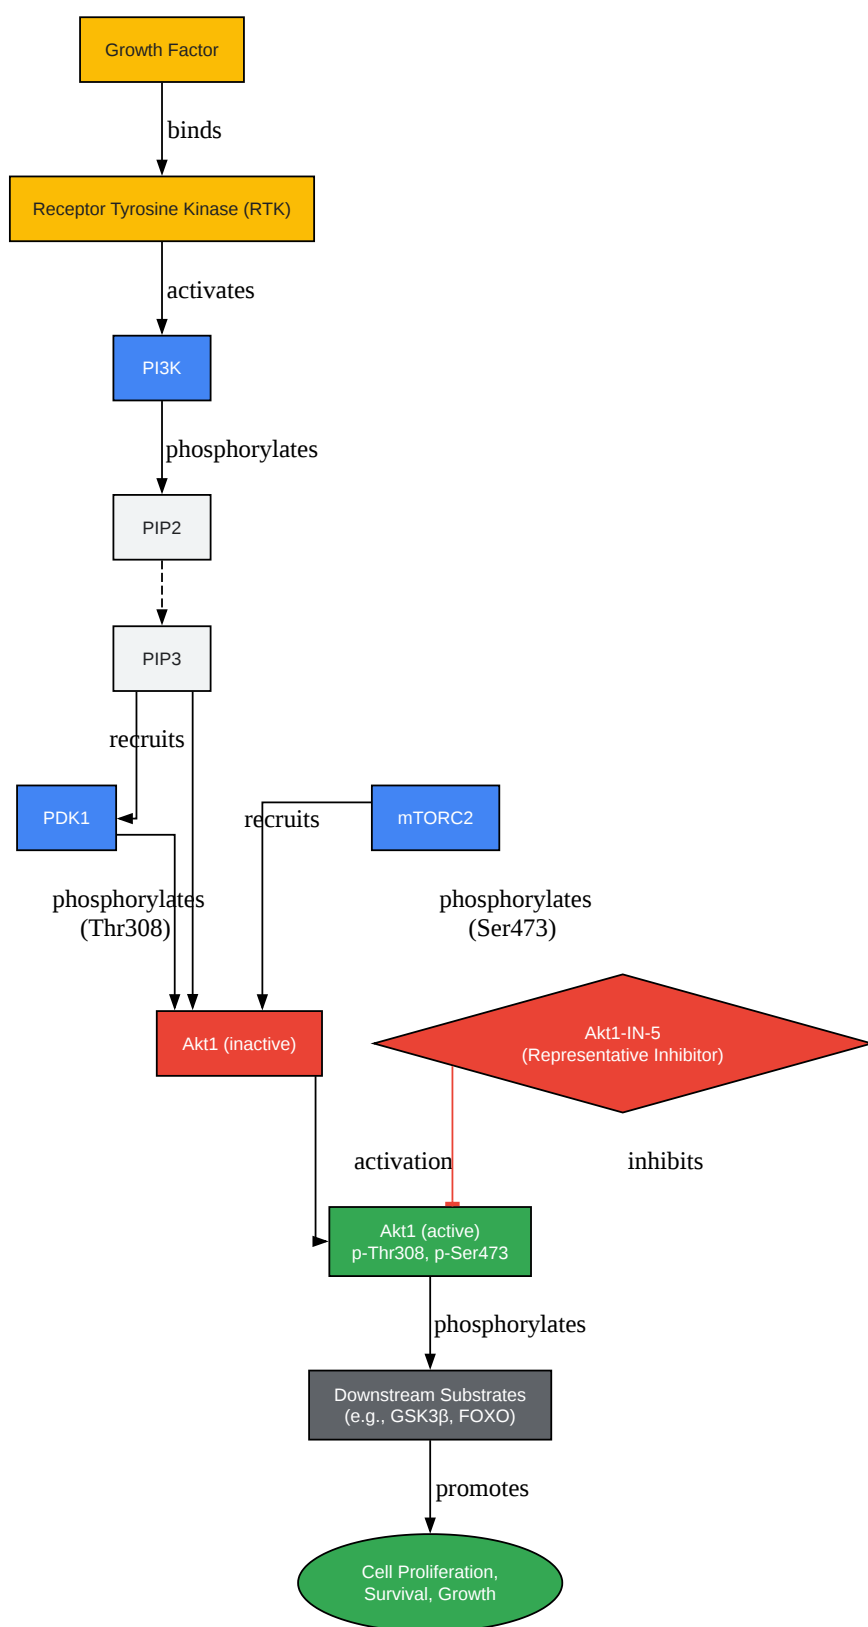 Growth Factor
binds
Receptor Tyrosine Kinase (RTK)
activates
PI3K
phosphorylates
PIP2
PIP3
recruits
PDK1
recruits
mTORC2
phosphorylates
(Thr308)
phosphorylates
(Ser473)
Akt1 (inactive)
Akt1-IN-5
(Representative Inhibitor)
activation
inhibits
Akt1 (active)
p-Thr308, p-Ser473
phosphorylates
Downstream Substrates
(e.g., GSK3β, FOXO)
promotes
Cell Proliferation,
Survival, Growth